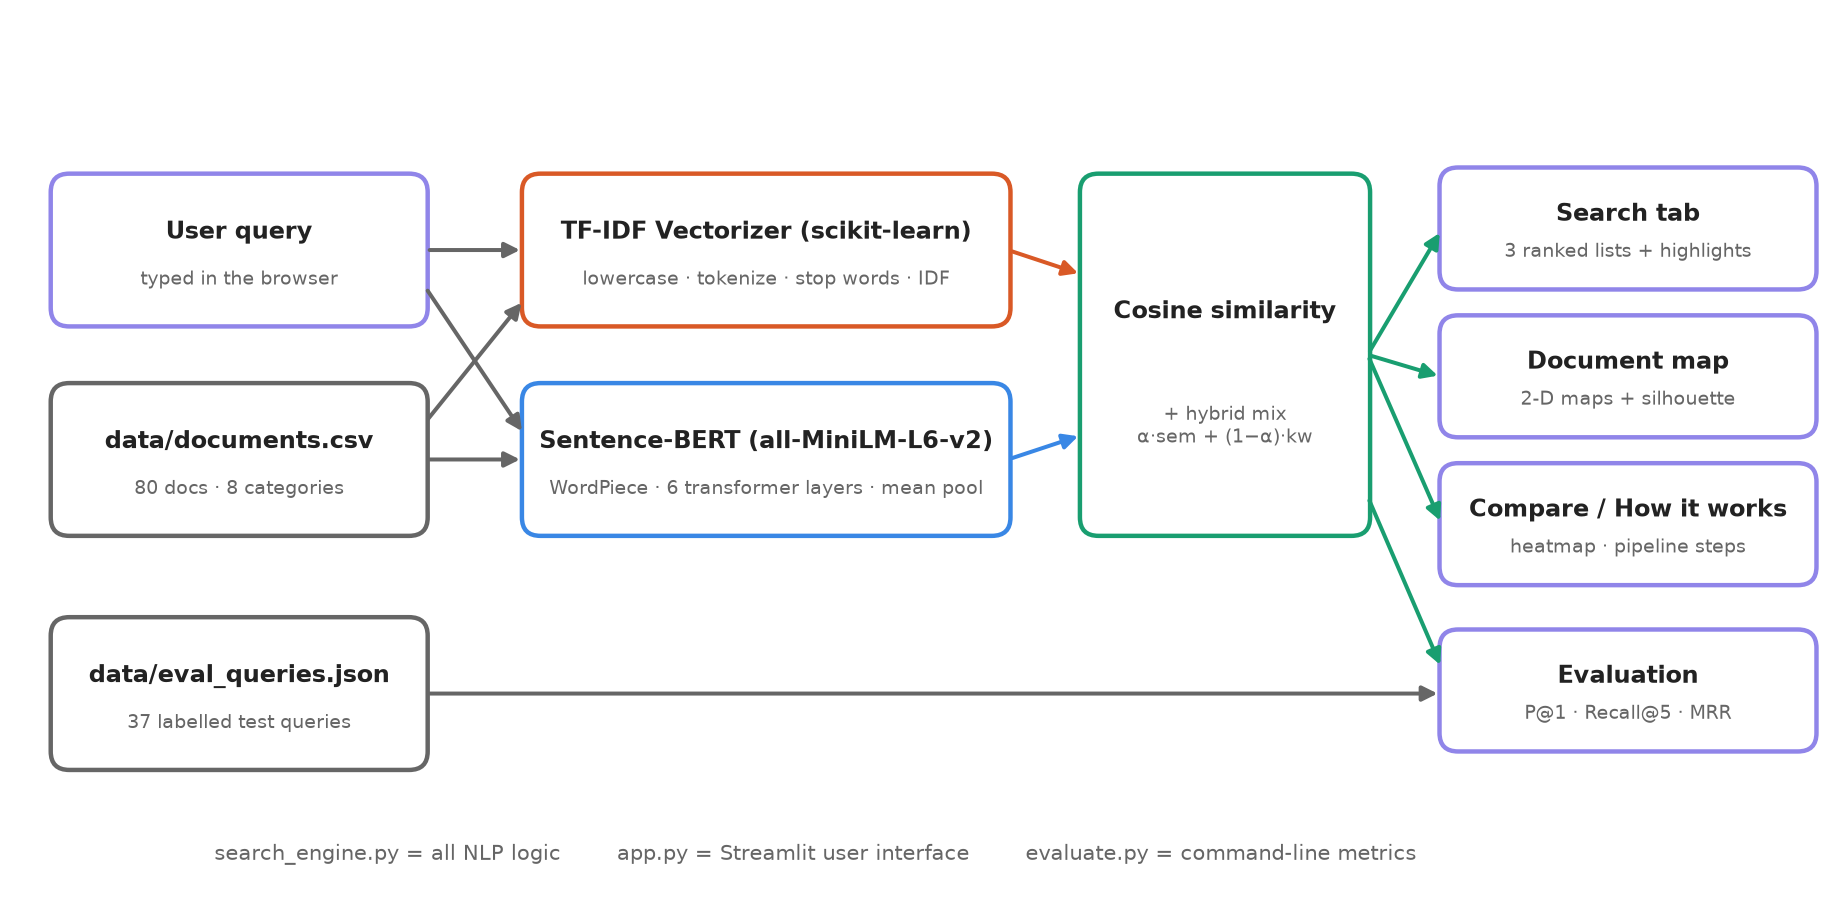 User query
typed in the browser
TF-IDF Vectorizer (scikit-learn)
lowercase · tokenize · stop words · IDF
data/documents.csv
80 docs · 8 categories
Sentence-BERT (all-MiniLM-L6-v2)
WordPiece · 6 transformer layers · mean pool
Cosine similarity
+ hybrid mix
α·sem + (1−α)·kw
Search tab
3 ranked lists + highlights
Document map
2-D maps + silhouette
Compare / How it works
heatmap · pipeline steps
data/eval_queries.json
37 labelled test queries
Evaluation
P@1 · Recall@5 · MRR
search_engine.py = all NLP logic app.py = Streamlit user interface evaluate.py = command-line metrics